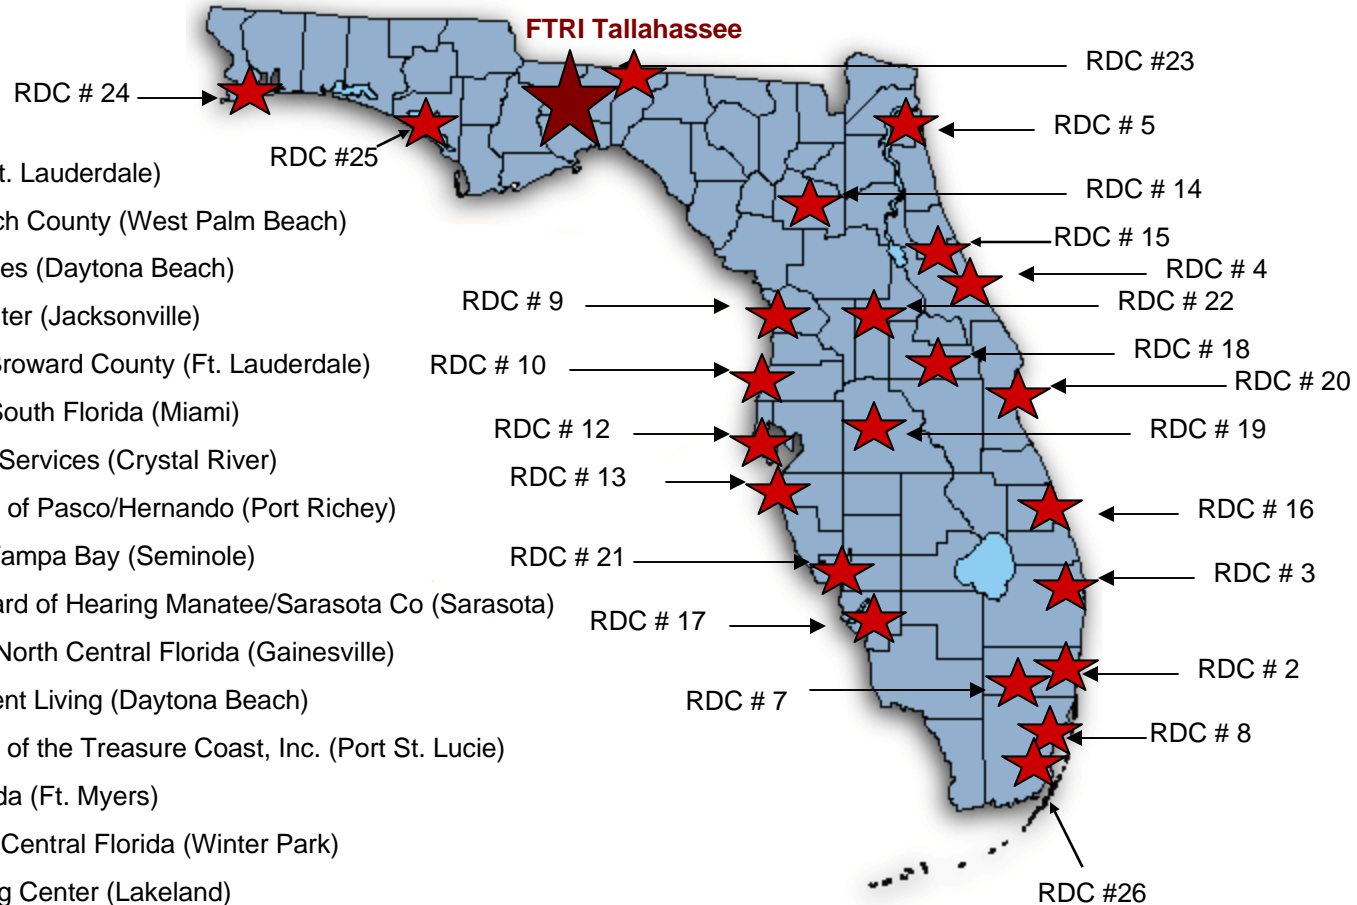 FTRI Tallahassee
RDC #23
RDC # 24
RDC # 5
RDC #25
t. Lauderdale)
RDC # 14
ch County (West Palm Beach)
RDC # 15
es (Daytona Beach)
RDC # 4
RDC # 9
RDC # 22
ter (Jacksonville)
RDC # 18
Broward County (Ft. Lauderdale)
RDC # 10
RDC # 20
South Florida (Miami)
RDC # 12
RDC # 19
Services (Crystal River)
RDC # 13
of Pasco/Hernando (Port Richey)
RDC # 16
Tampa Bay (Seminole)
RDC # 21
RDC # 3
ard of Hearing Manatee/Sarasota Co (Sarasota)
RDC # 17
North Central Florida (Gainesville)
RDC # 2
ent Living (Daytona Beach)
RDC # 7
of the Treasure Coast, Inc. (Port St. Lucie)
RDC # 8
da (Ft. Myers)
Central Florida (Winter Park)
g Center (Lakeland)
RDC #26